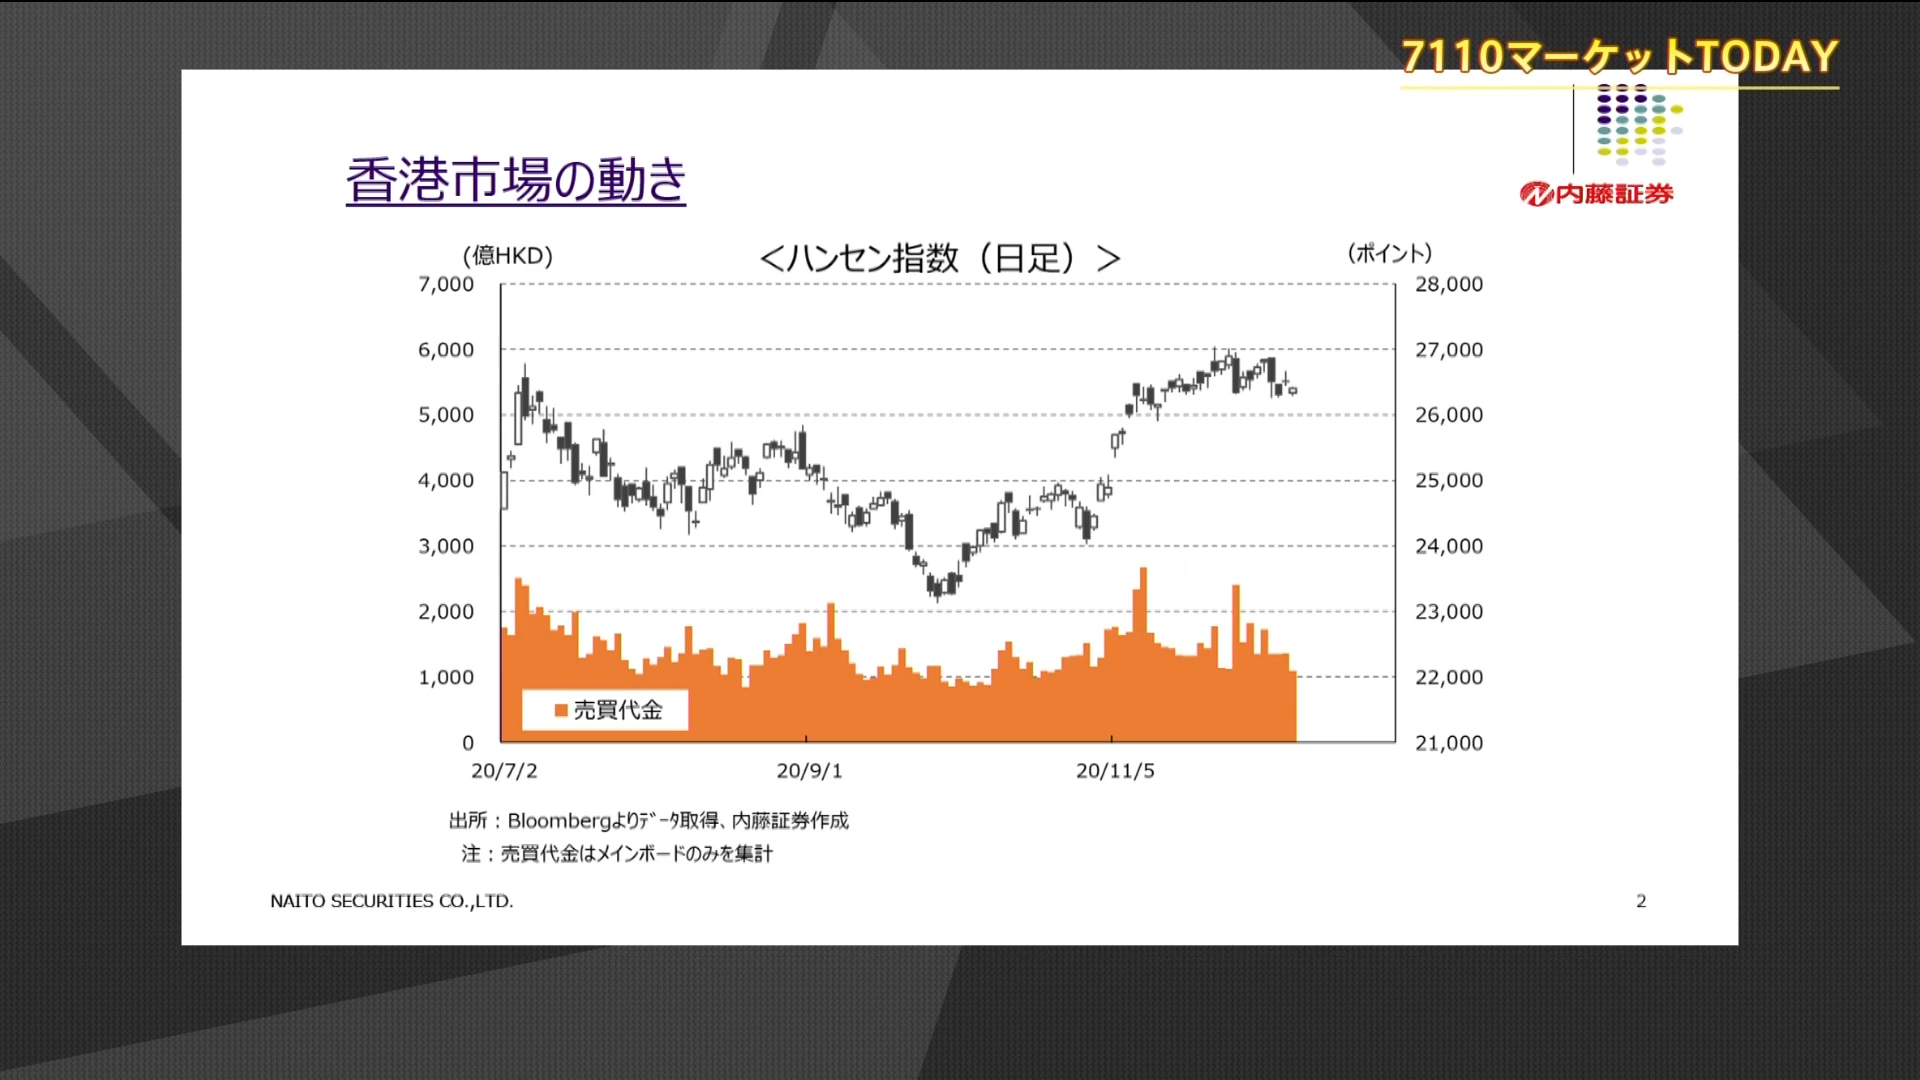 7110マーケットTODAY
内藤証券
香港市場の動き
(億HKD)
＜ハンセン指数（日足）＞
(ポイント)
7,000
28,000
6,000
27,000
5,000
26,000
4,000
25,000
3,000
24,000
2,000
23,000
1,000
22,000
売買代金
0
21,000
20/7/2
20/9/1
20/11/5
出所：Bloombergよりﾃﾞｰﾀ取得、内藤証券作成
注：売買代金はメインボードのみを集計
NAITO SECURITIES CO.,LTD.
2